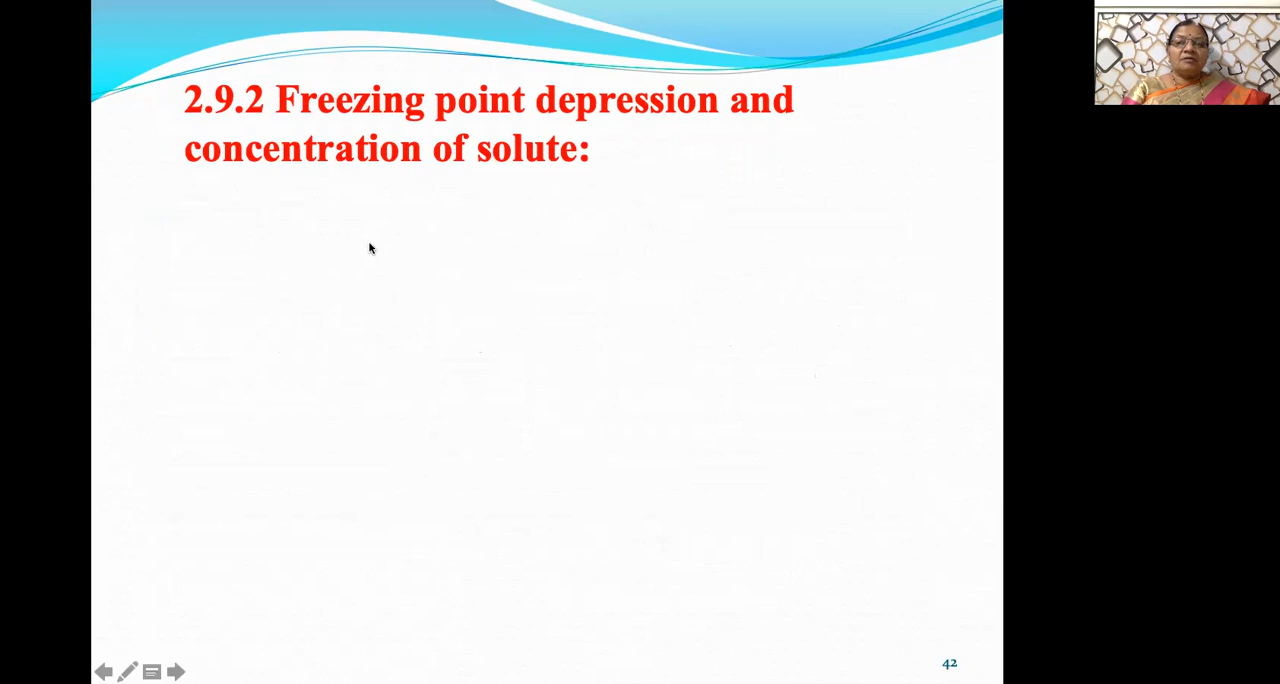 2.9.2 Freezing point depression and
concentration of solute:
42